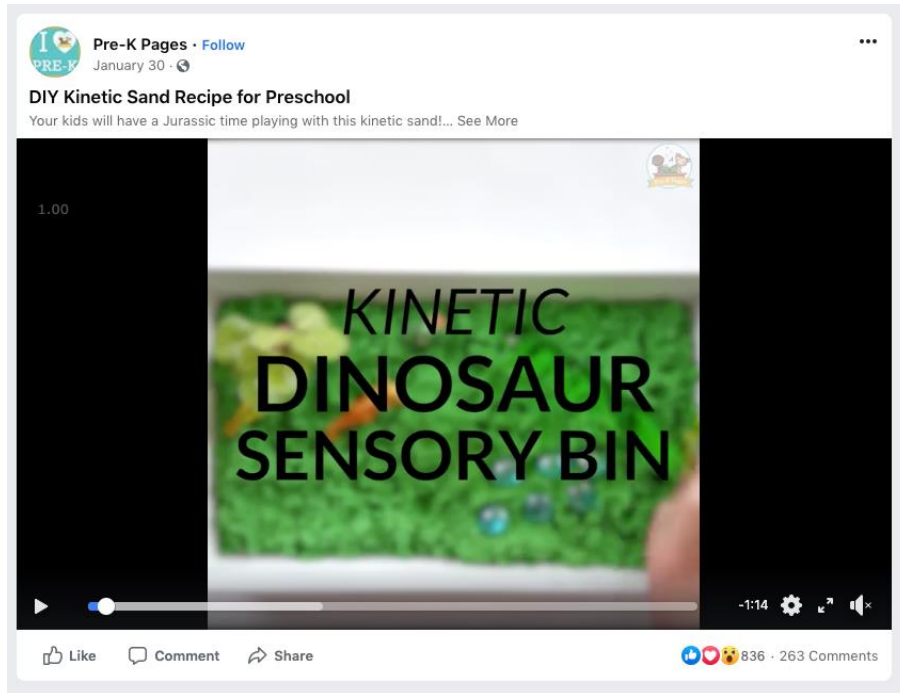 I
PRE-K
Pre-K Pages · Follow
January 30 ·
DIY Kinetic Sand Recipe for Preschool
Your kids will have a Jurassic time playing with this kinetic sand!... See More
1.00
KINETIC
DINOSAUR
SENSORY BIN
-1:14
Like
Comment
Share
836 · 263 Comments